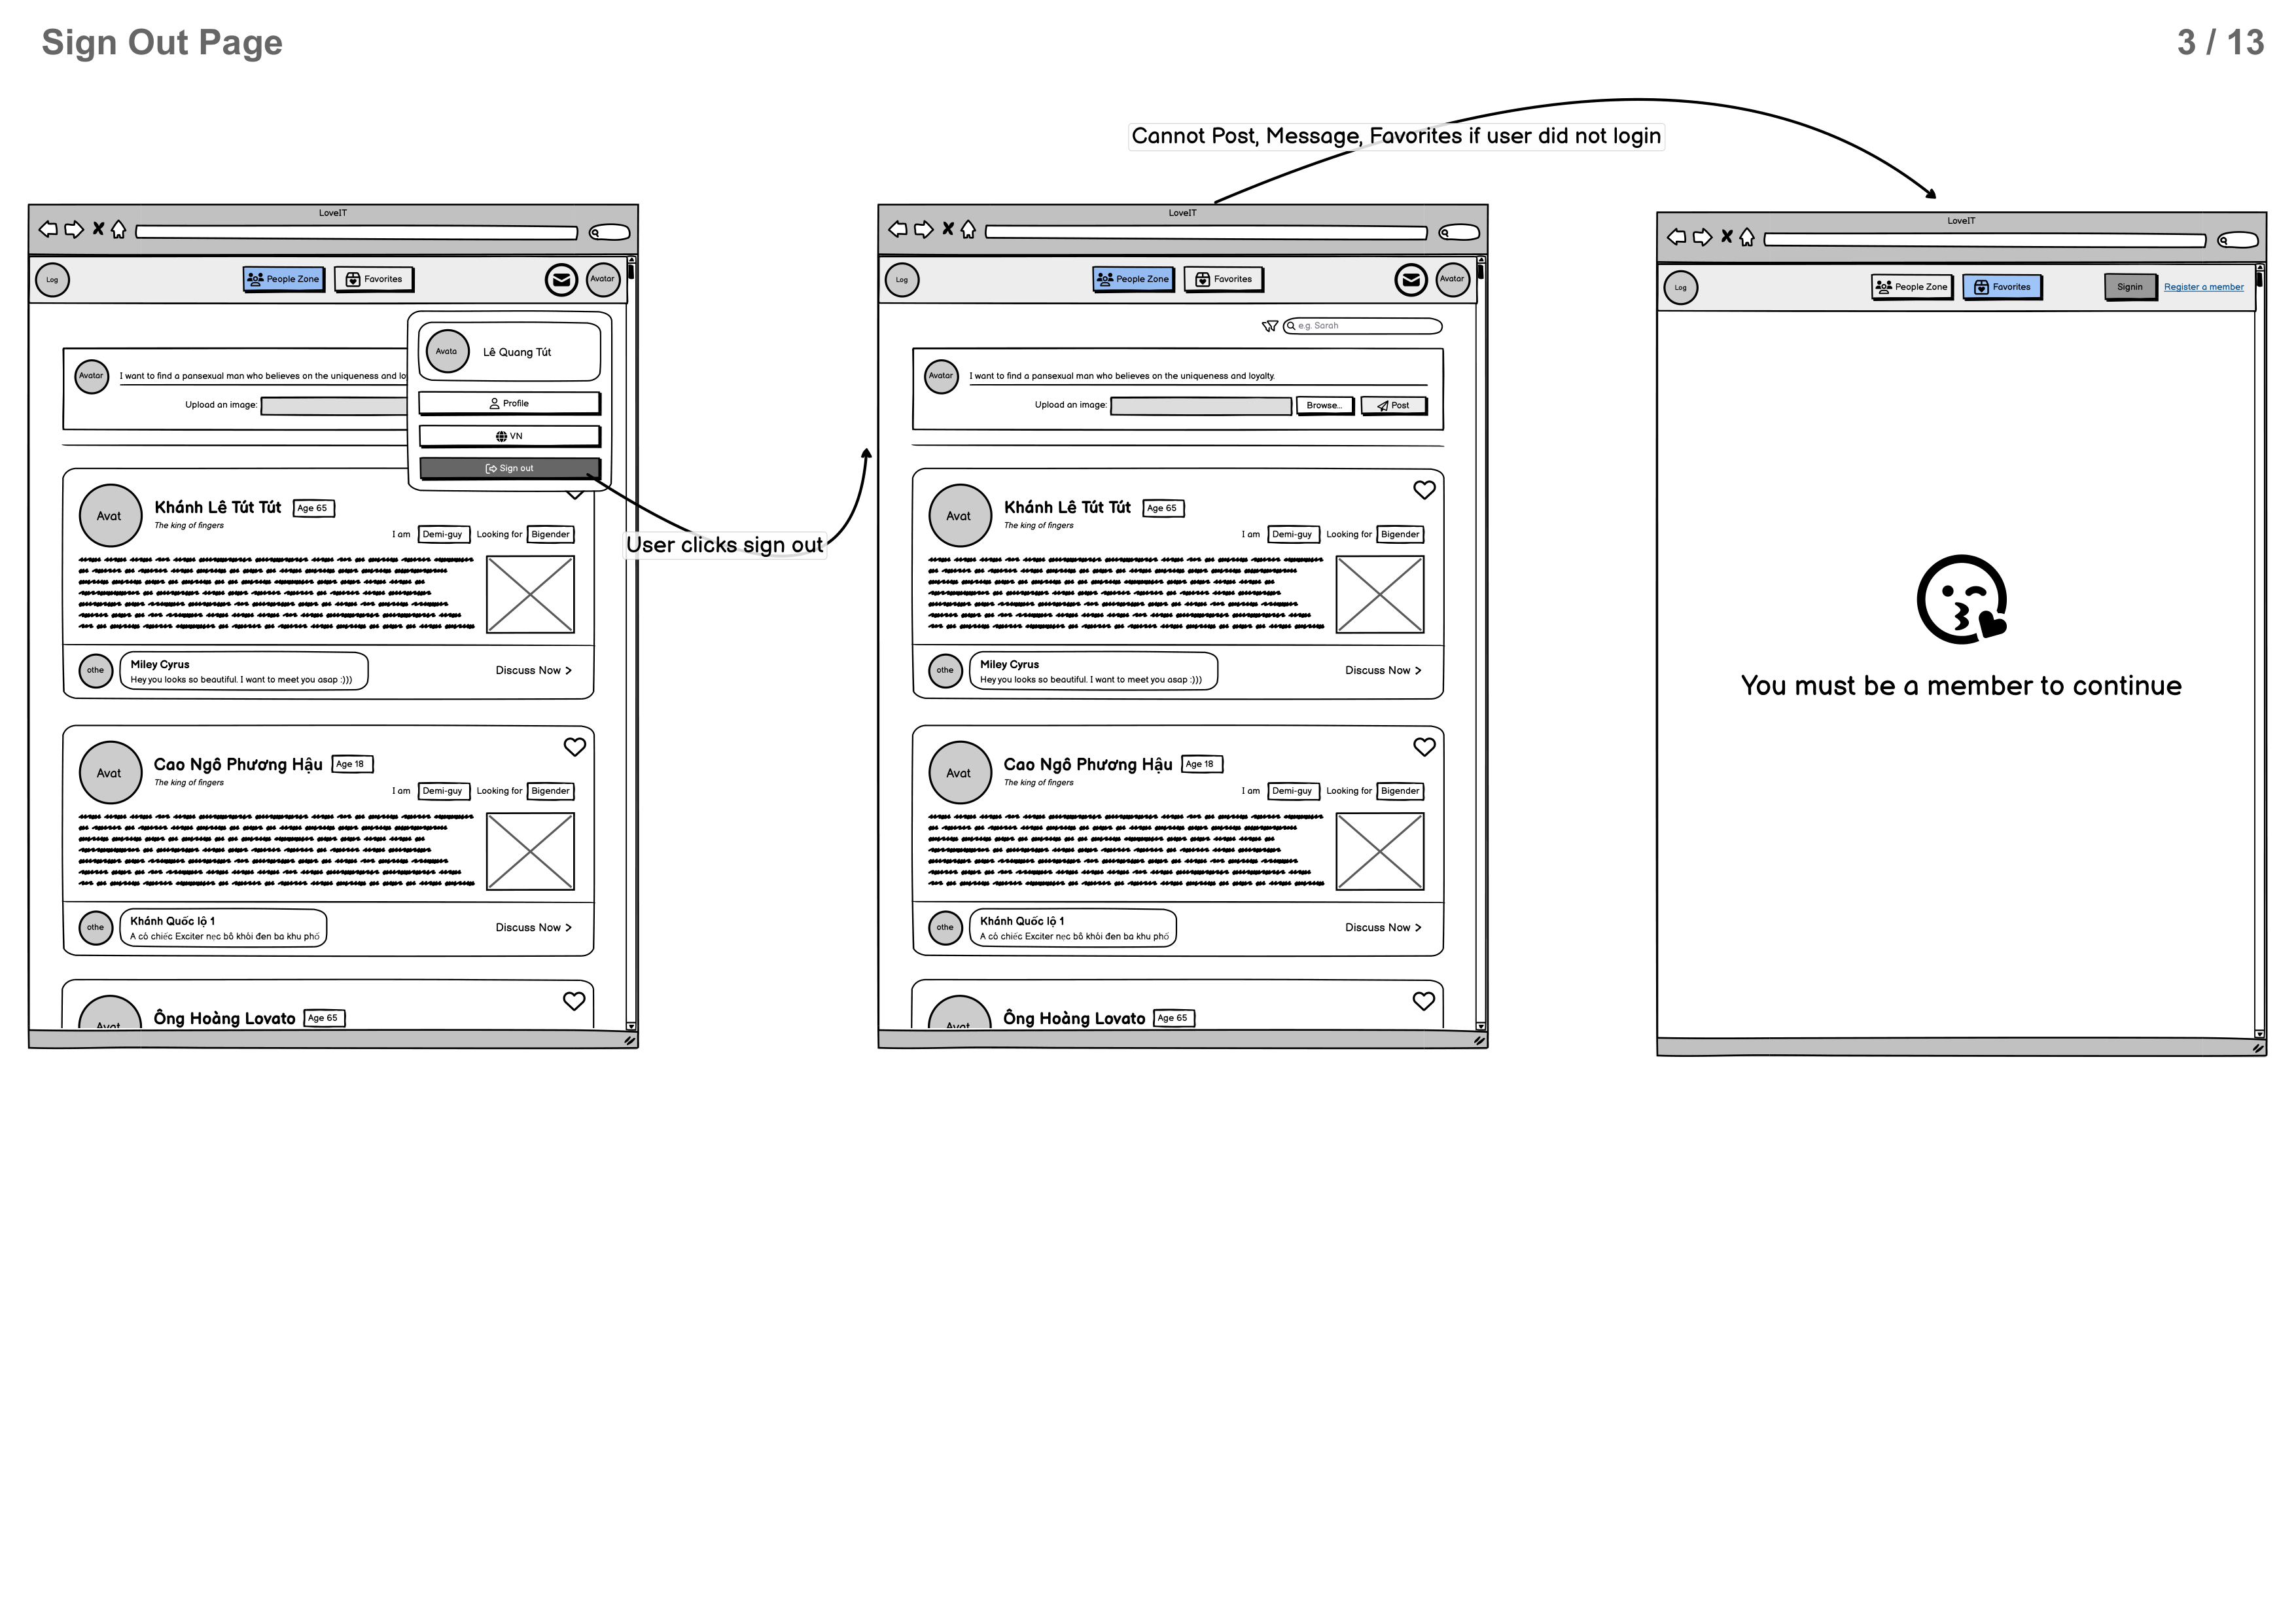 Sign Out Page
3 / 13
Cannot Post, Message, Favorites if user did not login
LoveIT
Log
People Zone
Favorites
Avatar
Avata
Lê Quang Tút
Profile
VN
Sign out
Avatar
I want to find a pansexual man who believes on the uniqueness and lo
Upload an image:
Avat
Khánh Lê Tút Tút
Age 65
The king of fingers
I am
Demi-guy
Looking for
Bigender
othe
Miley Cyrus
Hey you looks so beautiful. I want to meet you asap :)))
Discuss Now >
Avat
Cao Ngô Phương Hậu
Age 18
The king of fingers
I am
Demi-guy
Looking for
Bigender
othe
Khánh Quốc lộ 1
A có chiếc Exciter nẹc bô khói đen ba khu phố
Discuss Now >
Avat
Ông Hoàng Lovato
Age 65
User clicks sign out
LoveIT
Log
People Zone
Favorites
Avatar
e.g. Sarah
Avatar
I want to find a pansexual man who believes on the uniqueness and loyalty.
Upload an image:
Browse...
Post
Avat
Khánh Lê Tút Tút
Age 65
The king of fingers
I am
Demi-guy
Looking for
Bigender
othe
Miley Cyrus
Hey you looks so beautiful. I want to meet you asap :)))
Discuss Now >
Avat
Cao Ngô Phương Hậu
Age 18
The king of fingers
I am
Demi-guy
Looking for
Bigender
othe
Khánh Quốc lộ 1
A có chiếc Exciter nẹc bô khói đen ba khu phố
Discuss Now >
Avat
Ông Hoàng Lovato
Age 65
LoveIT
Log
People Zone
Favorites
Signin
Register a member
You must be a member to continue